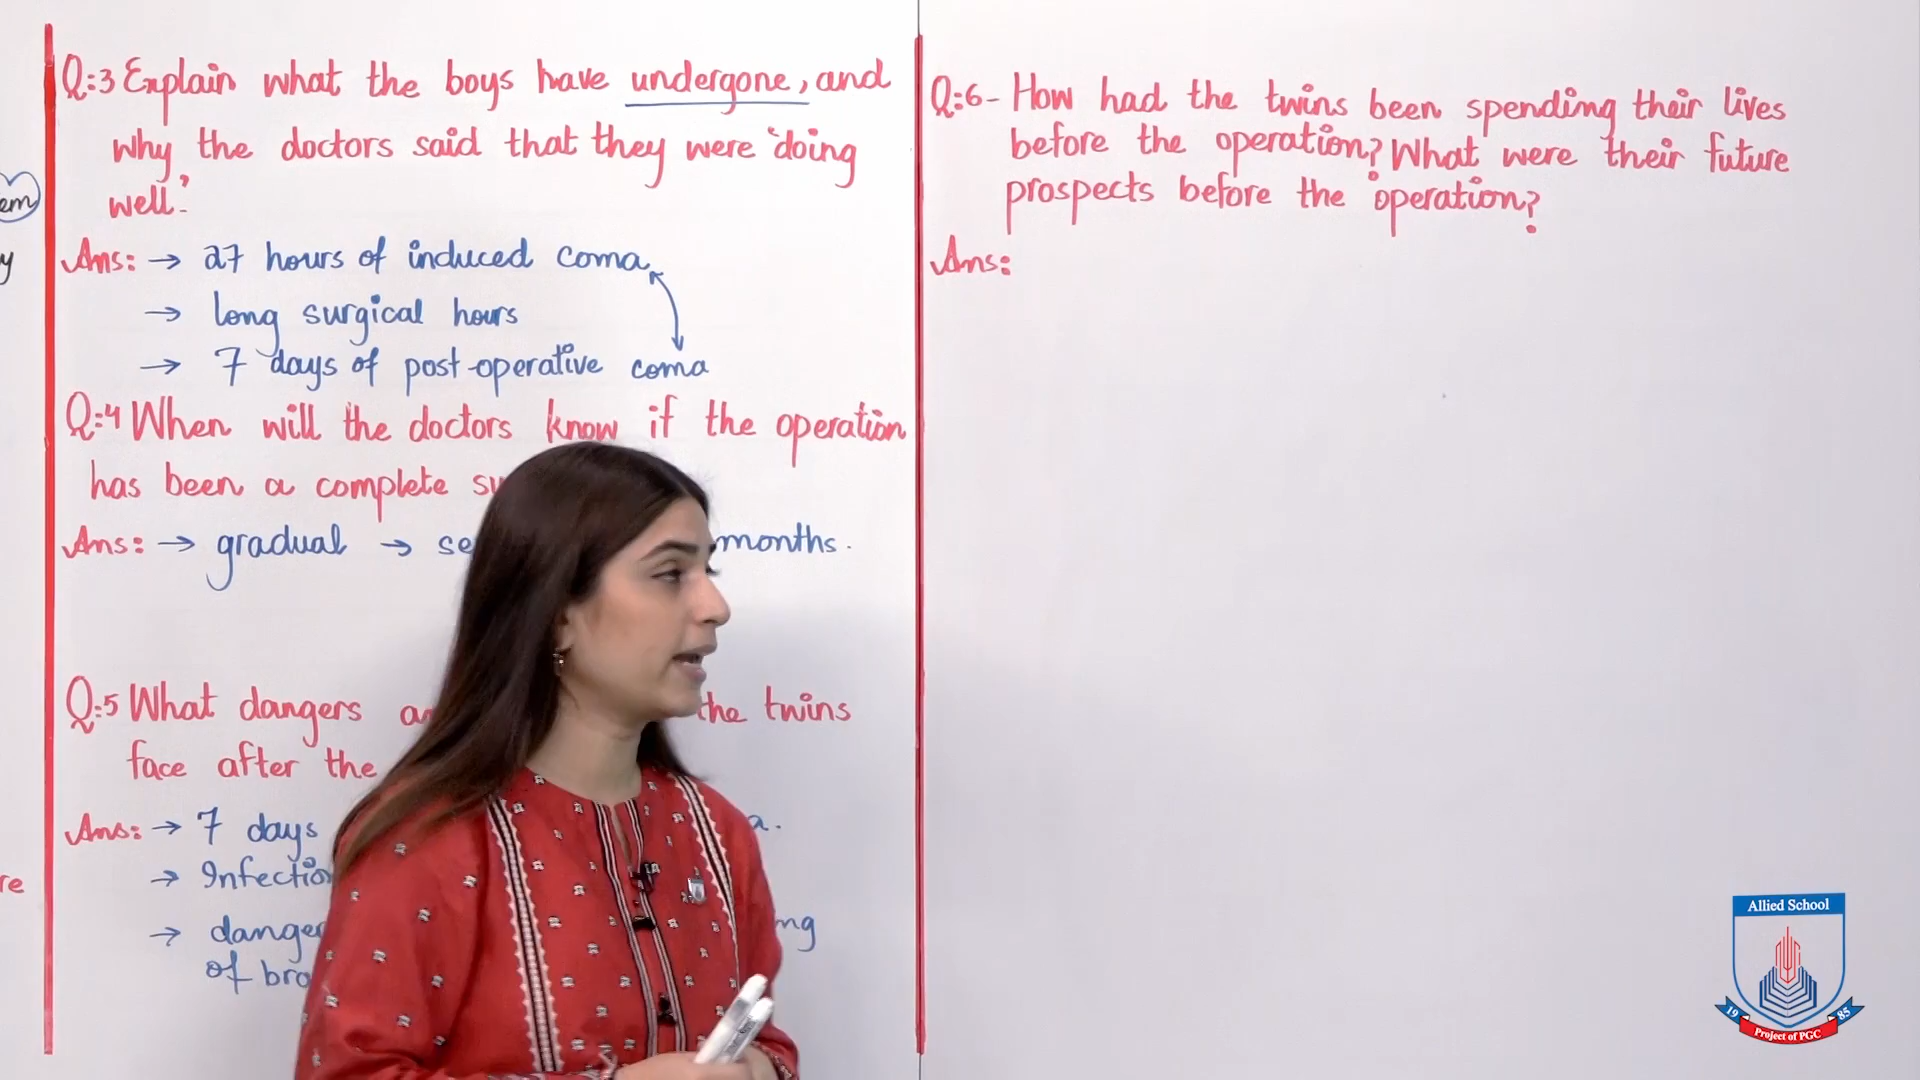 Q:3 Explain what the boys have undergone, and
why the doctors said that they were 'doing
well.'
Ans: → 27 hours of induced coma
→ long surgical hours
→ 7 days of post-operative coma
Q:4 When will the doctors know if the operation
has been a complete
Ans: → gradual → months.
Q:5 What dangers the twins
face after the
Ans: → 7 days
→
→
of
Q:6- How had the twins been spending their lives
before the operation? What were their future
prospects before the operation?
Ans:
Allied School
19 85
Project of PGC